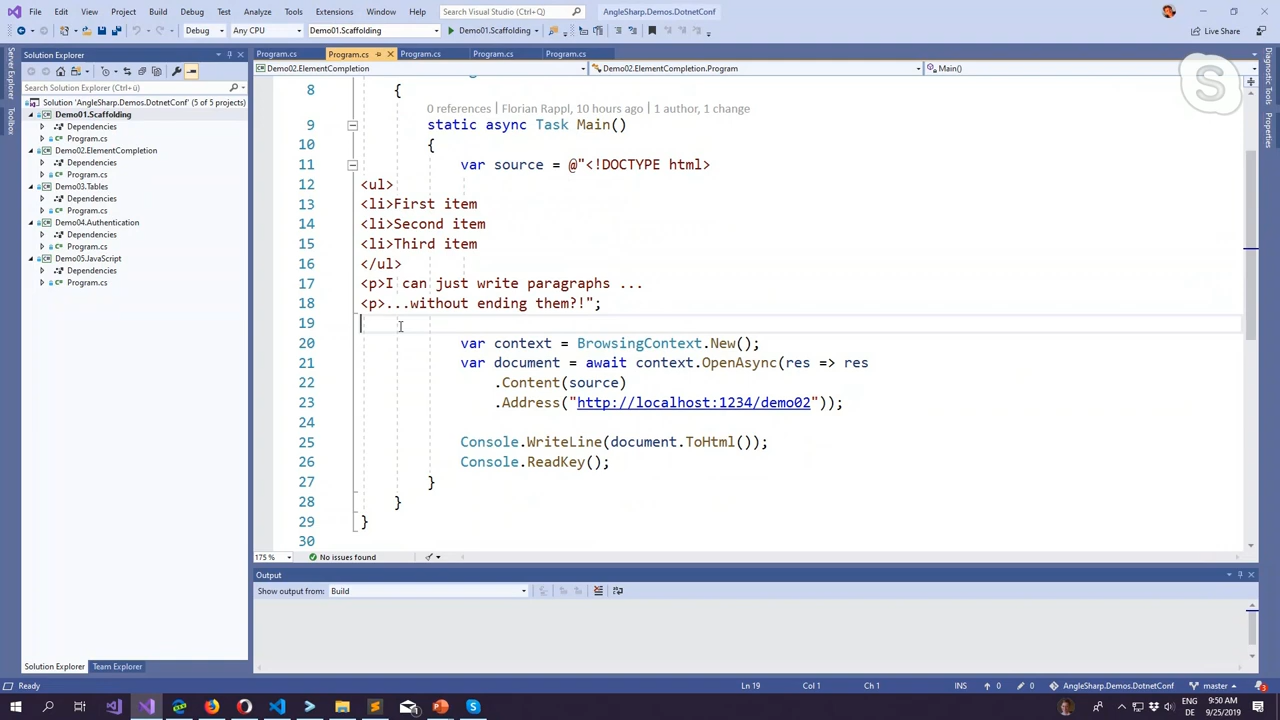 File Edit View Project Build Debug Test Analyze Tools Extensions Window Help Search Visual Studio (Ctrl+Q) AngleSharp.Demos.DotnetConf
Debug Any CPU Demo01.Scaffolding Demo01.Scaffolding Live Share
Server Explorer
Toolbox
Solution Explorer
Search Solution Explorer (Ctrl+ü)
Solution 'AngleSharp.Demos.DotnetConf' (5 of 5 projects)
Demo01.Scaffolding
Dependencies
Program.cs
Demo02.ElementCompletion
Dependencies
Program.cs
Demo03.Tables
Dependencies
Program.cs
Demo04.Authentication
Dependencies
Program.cs
Demo05.JavaScript
Dependencies
Program.cs
Solution Explorer Team Explorer
Program.cs Program.cs Program.cs Program.cs Program.cs
Demo02.ElementCompletion Demo02.ElementCompletion.Program Main()
8 {
0 references | Florian Rappl, 10 hours ago | 1 author, 1 change
9 static async Task Main()
10 {
11 var source = @"<!DOCTYPE html>
12 <ul>
13 <li>First item
14 <li>Second item
15 <li>Third item
16 </ul>
17 <p>I can just write paragraphs ...
18 <p>...without ending them?!";
19
20 var context = BrowsingContext.New();
21 var document = await context.OpenAsync(res => res
22 .Content(source)
23 .Address("http://localhost:1234/demo02"));
24
25 Console.WriteLine(document.ToHtml());
26 Console.ReadKey();
27 }
28 }
29 }
30
175 % No issues found
Output
Show output from: Build
Diagnostic Tools
Properties
Ready Ln 19 Col 1 Ch 1 INS 0 0 AngleSharp.Demos.DotnetConf master 3
ENG 9:50 AM
DE 9/25/2019